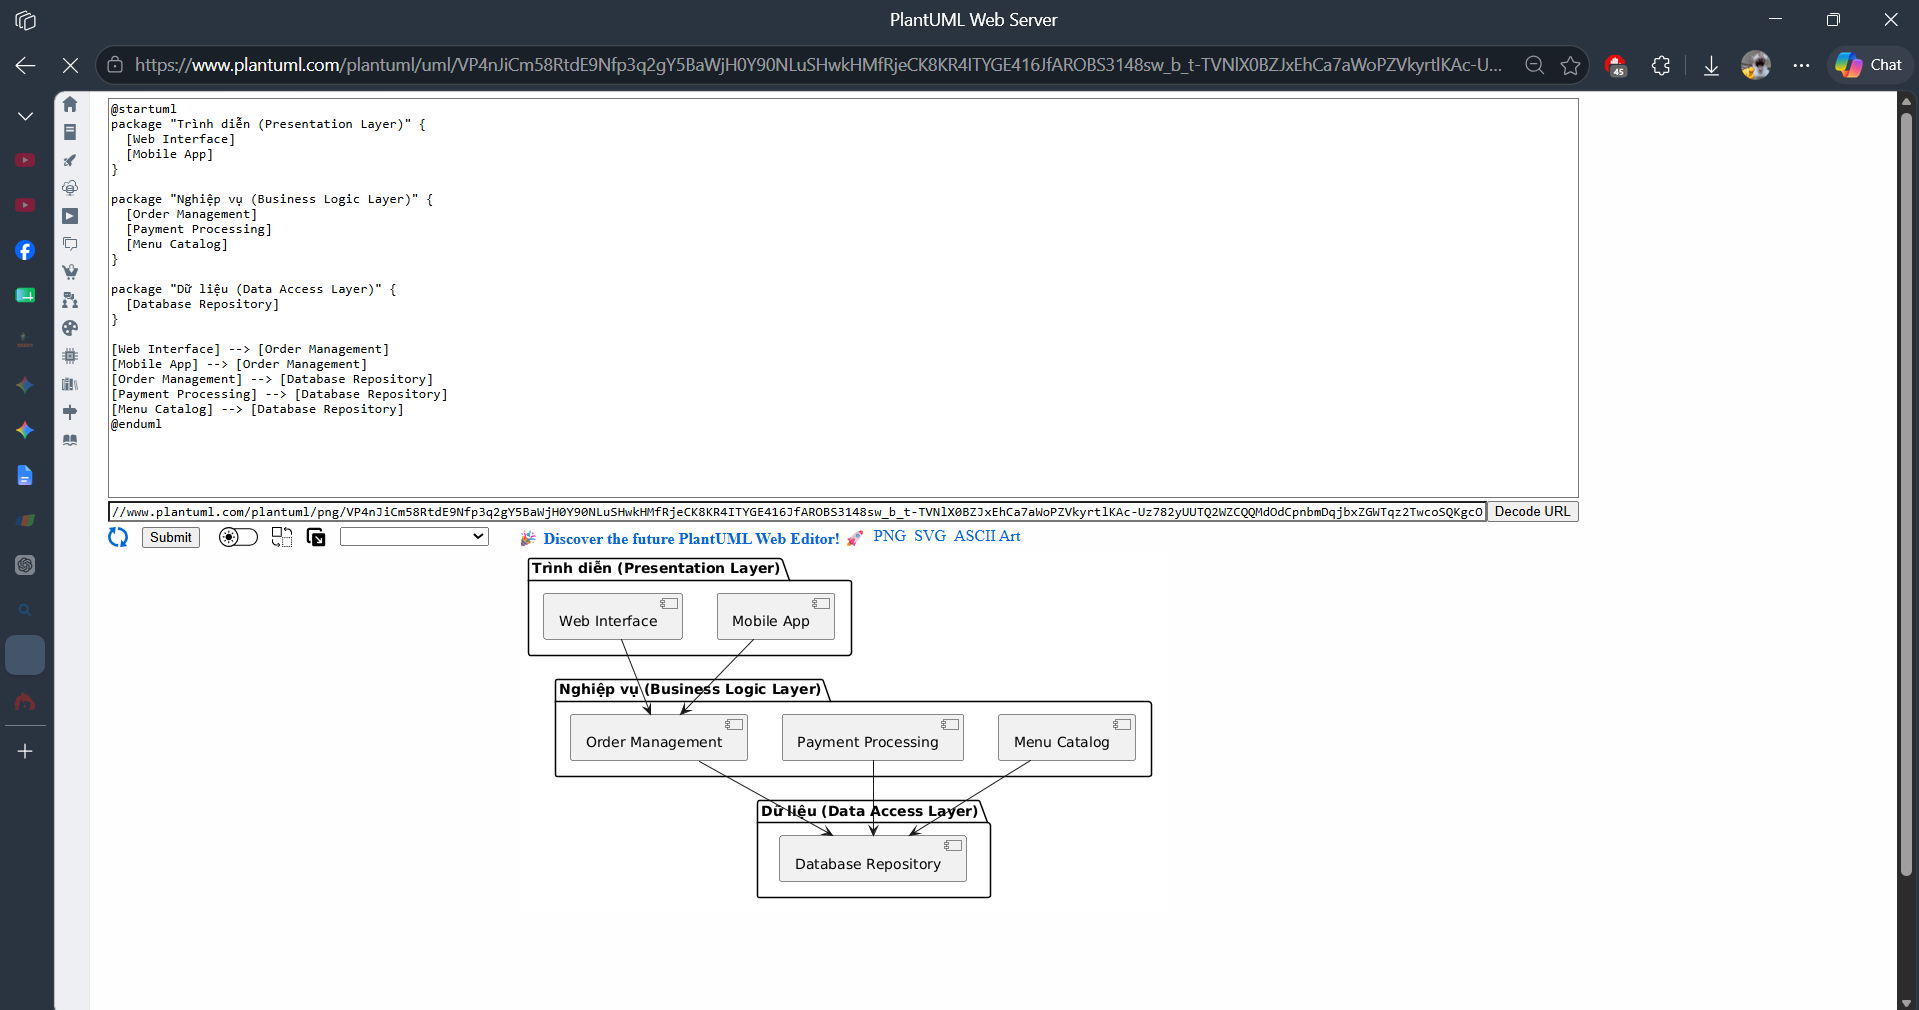 PlantUML Web Server
https://www.plantuml.com/plantuml/uml/VP4nJiCm58RtdE9Nfp3q2gY5BaWjH0Y90NLuSHwkHMfRjeCK8KR4ITYGE416JfAROBS3148sw_b_t-TVNlX0BZJxEhCa7aWoPZVkyrtlKAc-U...
45
Chat
@startuml
package "Trình diễn (Presentation Layer)" {
[Web Interface]
[Mobile App]
}
package "Nghiệp vụ (Business Logic Layer)" {
[Order Management]
[Payment Processing]
[Menu Catalog]
}
package "Dữ liệu (Data Access Layer)" {
[Database Repository]
}
[Web Interface] --> [Order Management]
[Mobile App] --> [Order Management]
[Order Management] --> [Database Repository]
[Payment Processing] --> [Database Repository]
[Menu Catalog] --> [Database Repository]
@enduml
//www.plantuml.com/plantuml/png/VP4nJiCm58RtdE9Nfp3q2gY5BaWjH0Y90NLuSHwkHMfRjeCK8KR4ITYGE416JfAROBS3148sw_b_t-TVNlX0BZJxEhCa7aWoPZVkyrtlKAc-Uz782yUUTQ2WZCQQMdOdCpnbmDqjbxZGWTqz2TwcoSQKgcO
Decode URL
Submit
Discover the future PlantUML Web Editor!
PNG SVG ASCII Art
Trình diễn (Presentation Layer)
Web Interface
Mobile App
Nghiệp vụ (Business Logic Layer)
Order Management
Payment Processing
Menu Catalog
Dữ liệu (Data Access Layer)
Database Repository